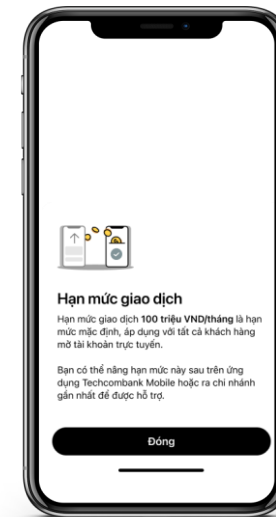 Hạn mức giao dịch
Hạn mức giao dịch 100 triệu VND/tháng là hạn
mức mặc định, áp dụng với tất cả khách hàng
mở tài khoản trực tuyến.
Bạn có thể nâng hạn mức này sau trên ứng
dụng Techcombank Mobile hoặc ra chi nhánh
gần nhất để được hỗ trợ.
Đóng